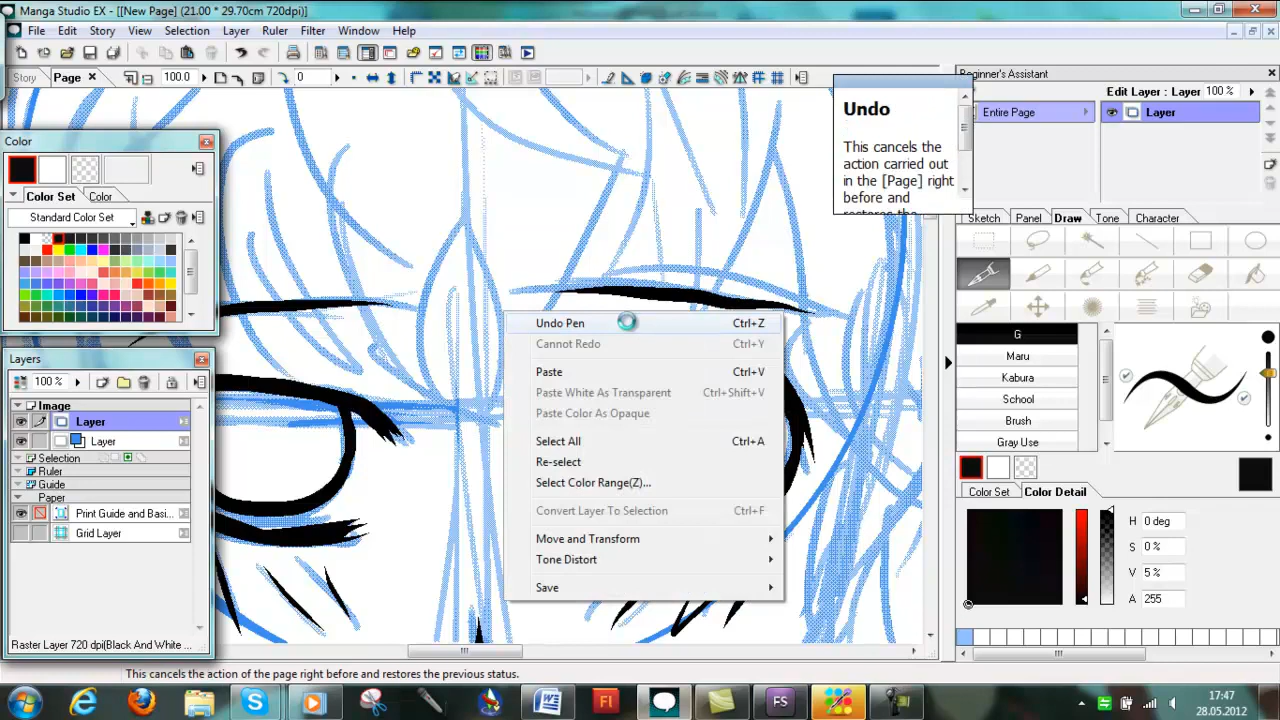 Manga Studio EX - [[New Page] (21.00 * 29.70cm 720dpi)]
File Edit Story View Selection Layer Ruler Filter Window Help
Story Page 100.0 0
Beginner's Assistant
Edit Layer : Layer 100 %
Entire Page Layer
Undo
This cancels the
action carried out
in the [Page] right
before and
restores the
Color
Color Set Color
Standard Color Set
Sketch Panel Draw Tone Character
G
Maru
Kabura
School
Brush
Gray Use
Undo Pen Ctrl+Z
Cannot Redo Ctrl+Y
Paste Ctrl+V
Paste White As Transparent Ctrl+Shift+V
Paste Color As Opaque
Select All Ctrl+A
Re-select
Select Color Range(Z)...
Convert Layer To Selection Ctrl+F
Move and Transform
Tone Distort
Save
Layers
100 %
Image
Layer
Layer
Selection
Ruler
Guide
Paper
Print Guide and Basi...
Grid Layer
Raster Layer 720 dpi(Black And White ...
Color Set Color Detail
H 0 deg
S 0 %
V 5 %
A 255
This cancels the action of the page right before and restores the previous status.
W Fl FS
17:47
28.05.2012